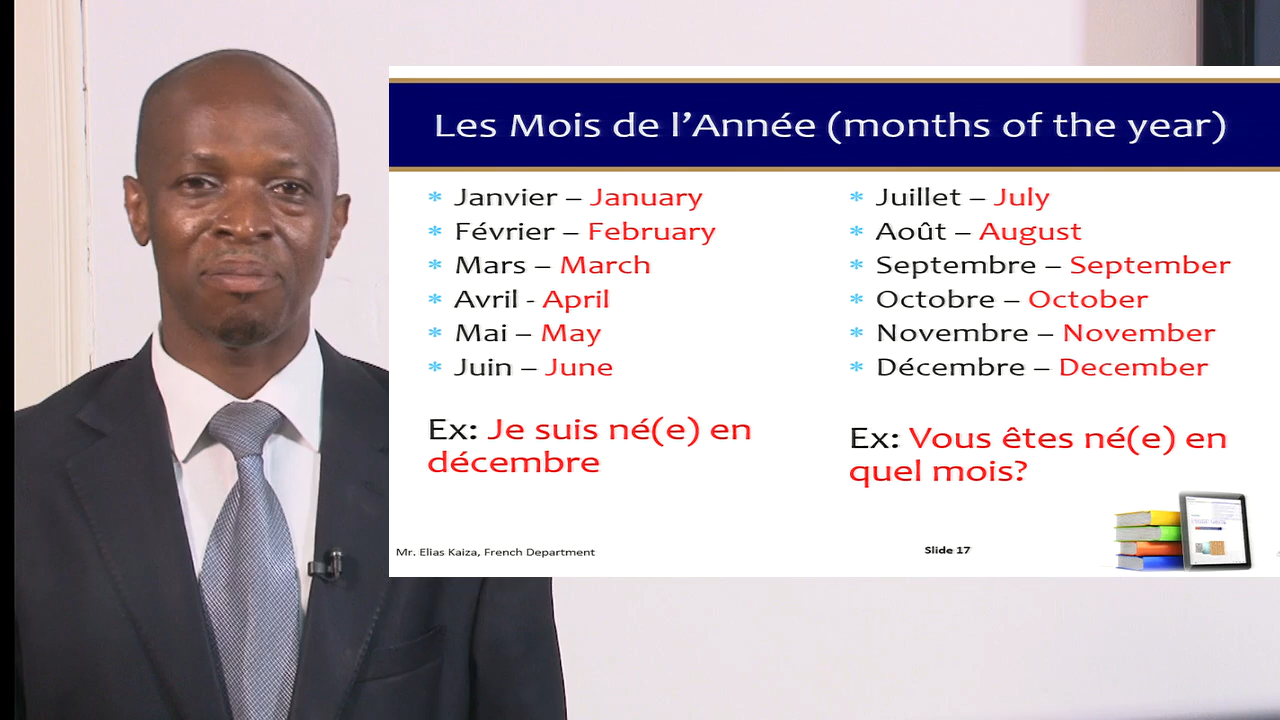 Les Mois de l’Année (months of the year)
* Janvier – January
* Février – February
* Mars – March
* Avril - April
* Mai – May
* Juin – June
Ex: Je suis né(e) en
décembre
* Juillet – July
* Août – August
* Septembre – September
* Octobre – October
* Novembre – November
* Décembre – December
Ex: Vous êtes né(e) en
quel mois?
Mr. Elias Kaiza, French Department
Slide 17